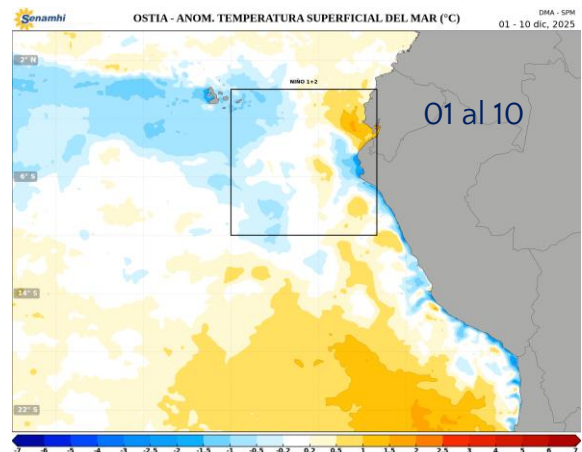 Senamhi
OSTIA - ANOM. TEMPERATURA SUPERFICIAL DEL MAR (°C)
DMA - SPM
01 - 10 dic, 2025
2° N
NIÑO 1+2
01 al 10
6° S
14° S
22° S
-7 -6 -5 -4 -3 -2.5 -2 -1.5 -1 -0.5 -0.2 0.2 0.5 1 1.5 2 2.5 3 4 5 6 7